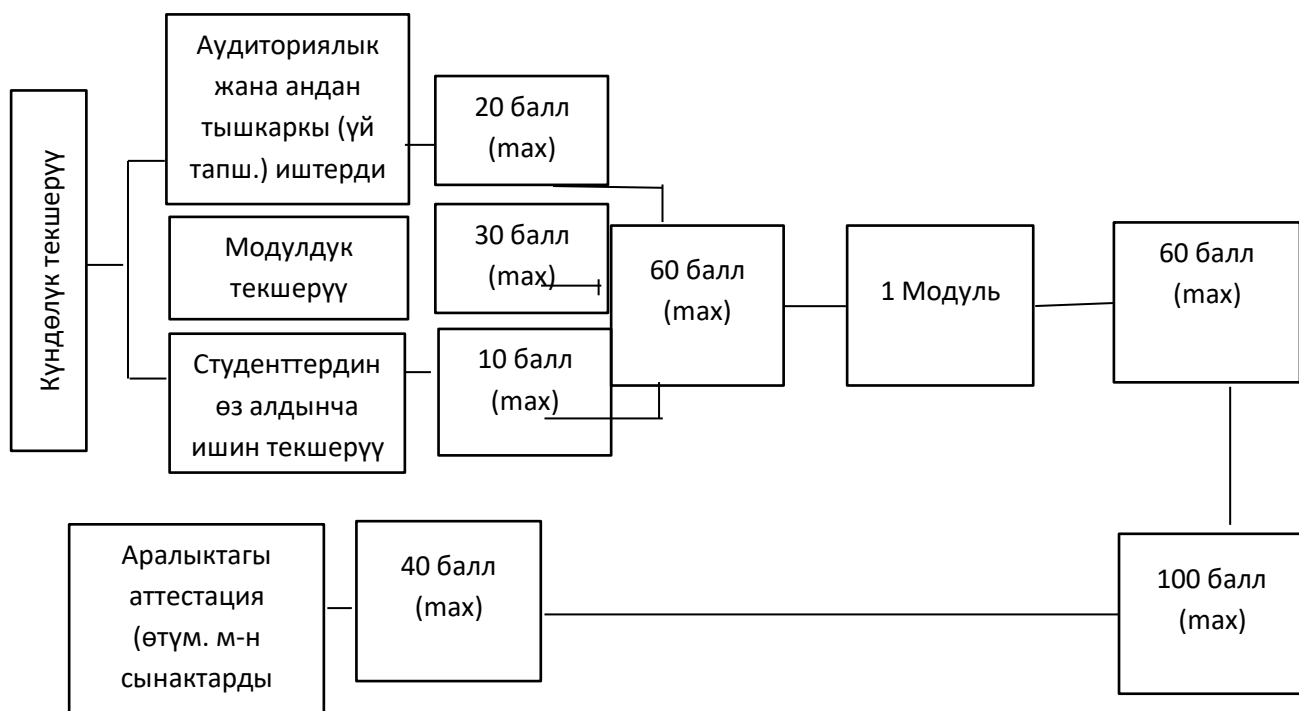 Күндөлүк текшерүү
Аудиториялык
жана андан
тышкаркы (үй
тапш.) иштерди
20 балл
(max)
Модулдук
текшерүү
30 балл
(max)
Студенттердин
өз алдынча
ишин текшерүү
10 балл
(max)
60 балл
(max)
1 Модуль
60 балл
(max)
Аралыктагы
аттестация
(өтүм. м-н
сынактарды
40 балл
(max)
100 балл
(max)